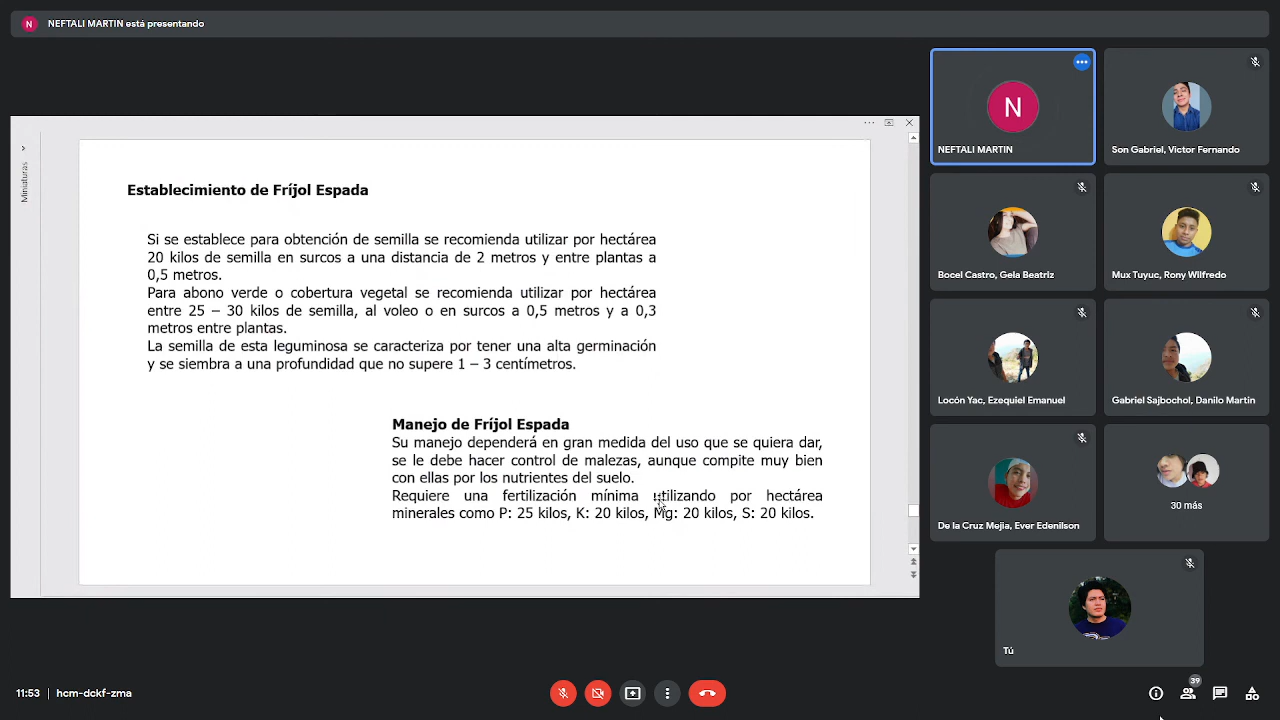 N NEFTALI MARTIN está presentando
Miniaturas
Establecimiento de Fríjol Espada
Si se establece para obtención de semilla se recomienda utilizar por hectárea
20 kilos de semilla en surcos a una distancia de 2 metros y entre plantas a
0,5 metros.
Para abono verde o cobertura vegetal se recomienda utilizar por hectárea
entre 25 – 30 kilos de semilla, al voleo o en surcos a 0,5 metros y a 0,3
metros entre plantas.
La semilla de esta leguminosa se caracteriza por tener una alta germinación
y se siembra a una profundidad que no supere 1 – 3 centímetros.
Manejo de Fríjol Espada
Su manejo dependerá en gran medida del uso que se quiera dar,
se le debe hacer control de malezas, aunque compite muy bien
con ellas por los nutrientes del suelo.
Requiere una fertilización mínima utilizando por hectárea
minerales como P: 25 kilos, K: 20 kilos, Mg: 20 kilos, S: 20 kilos.
N
NEFTALI MARTIN
Son Gabriel, Victor Fernando
Bocel Castro, Gela Beatriz
Mux Tuyuc, Rony Wilfredo
Locón Yac, Ezequiel Emanuel
Gabriel Sajbochol, Danilo Martin
De la Cruz Mejia, Ever Edenilson
30 más
Tú
11:53 hcm-dckf-zma
39